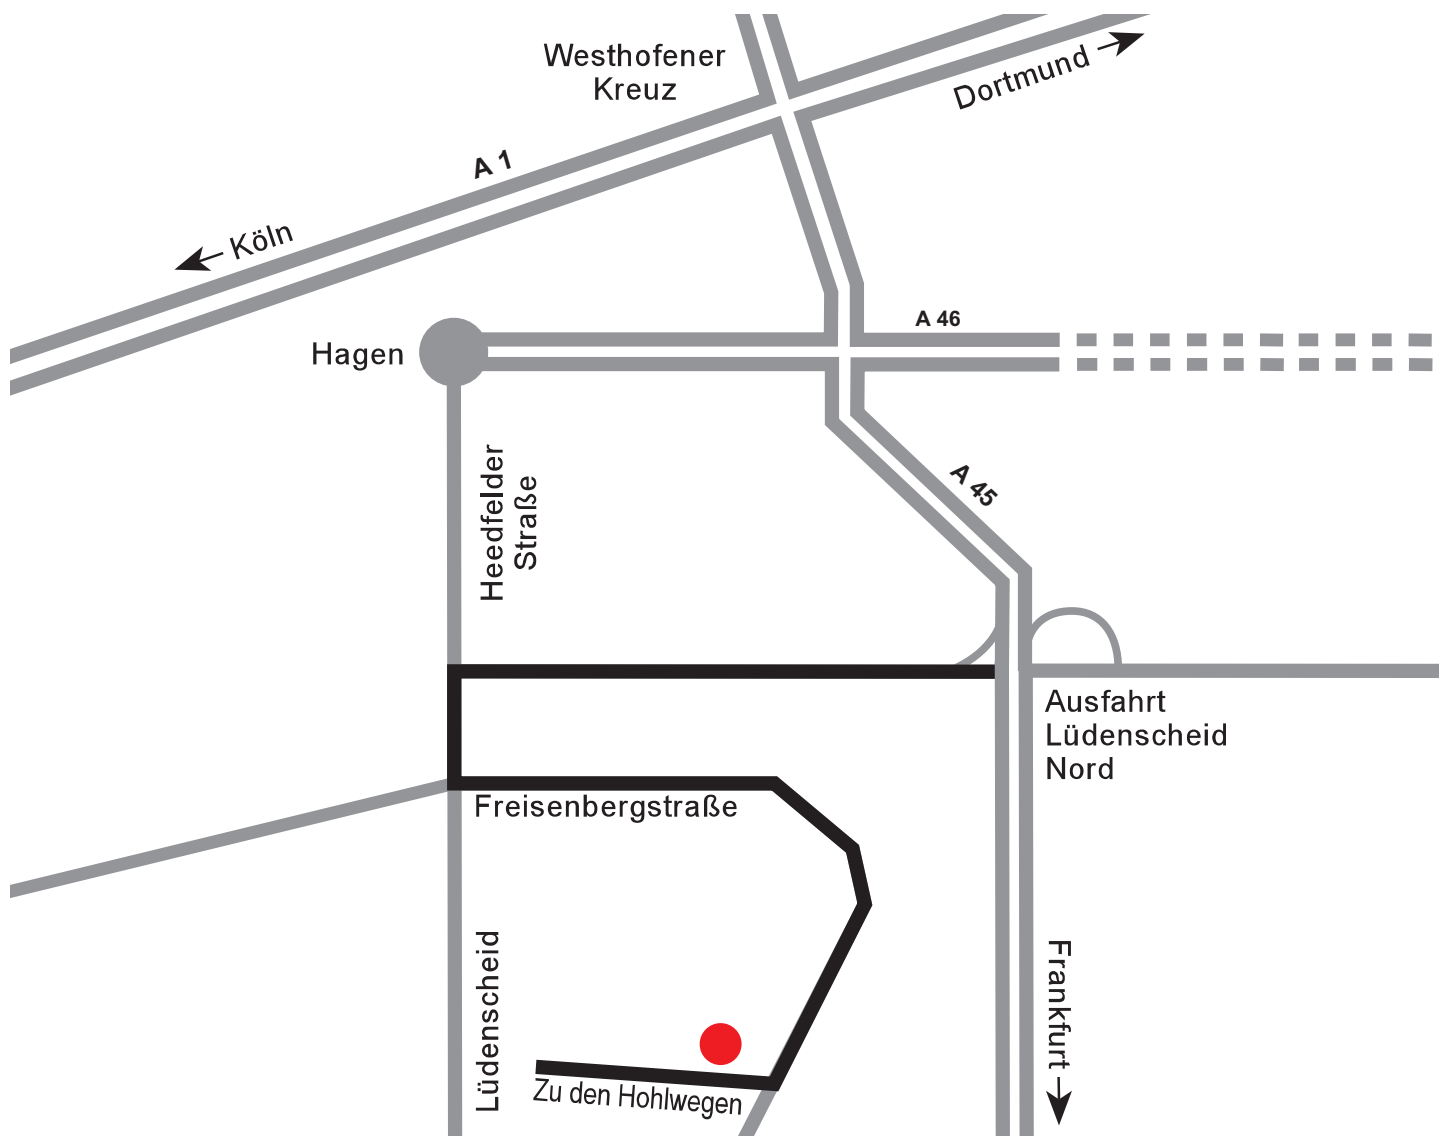 Westhofener
Kreuz
Dortmund
A 1
Köln
A 46
Hagen
Heedfelder
Straße
A 45
Ausfahrt
Lüdenscheid
Nord
Freisenbergstraße
Lüdenscheid
Frankfurt
Zu den Hohlwegen